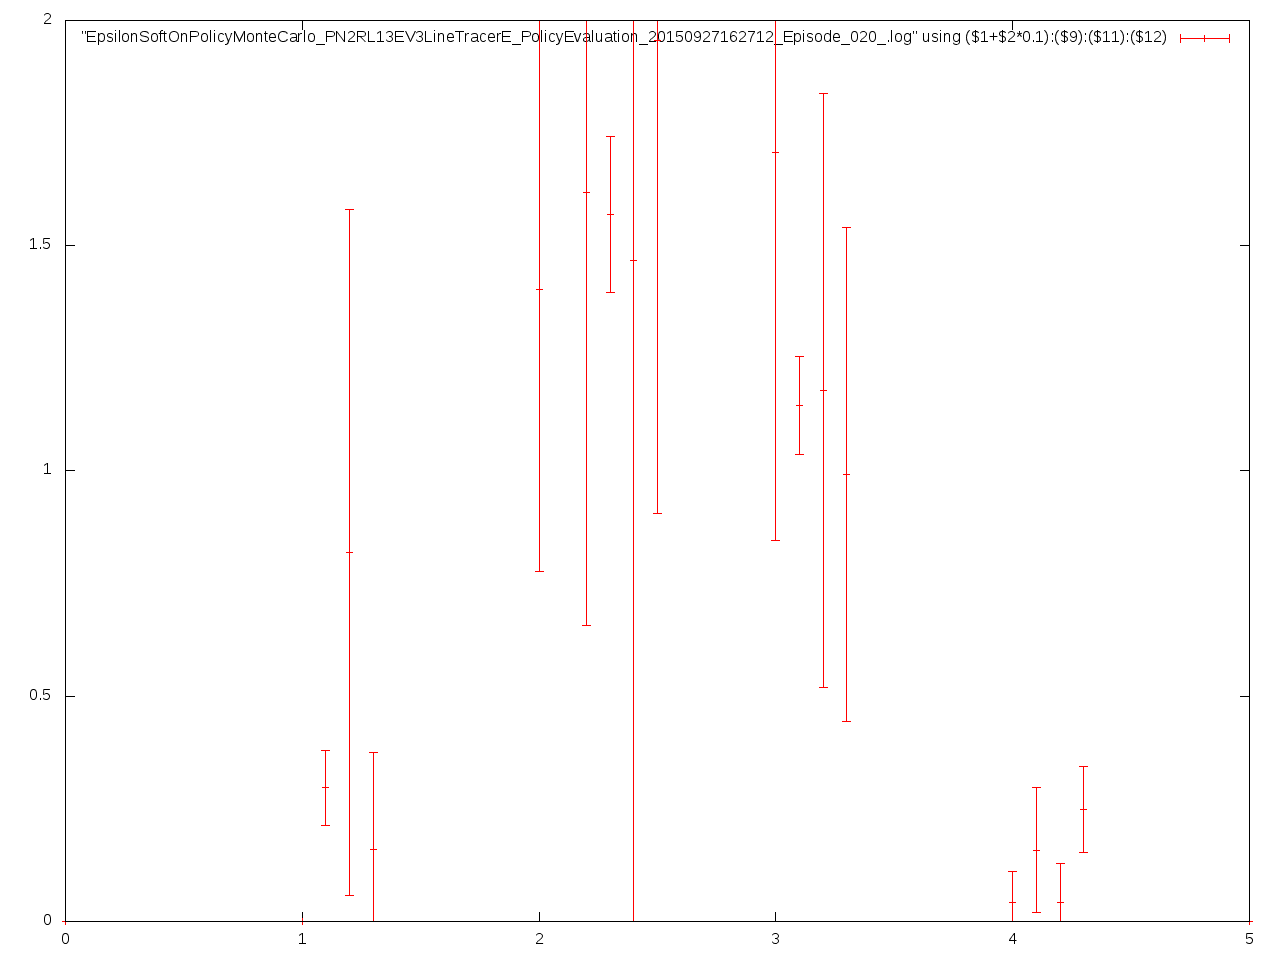 2
"EpsilonSoftOnPolicyMonteCarlo_PN2RL13EV3LineTracerE_PolicyEvaluation_20150927162712_Episode_020_.log" using ($1+$2*0.1):($9):($11):($12)
1.5
1
0.5
0
0 1 2 3 4 5